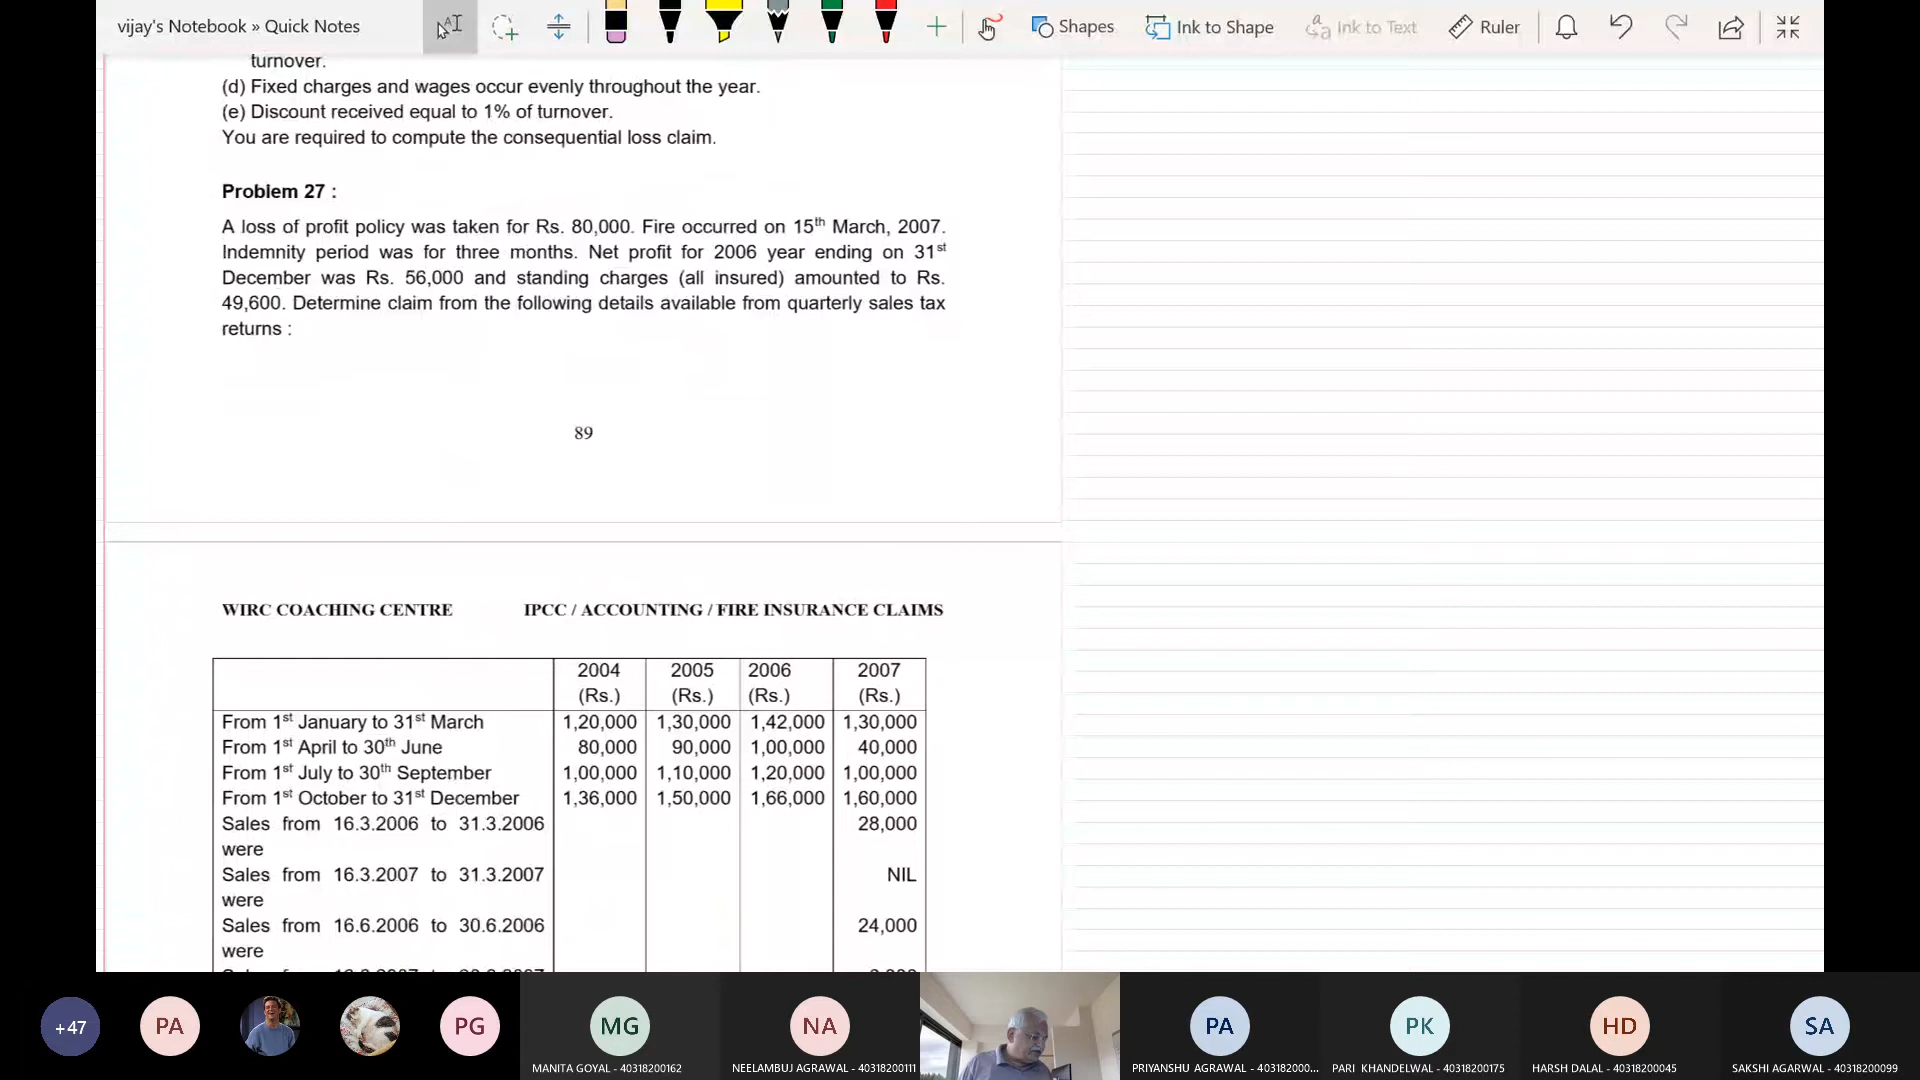 vijay's Notebook » Quick Notes
Shapes
Ink to Shape
Ink to Text
Ruler
turnover.
(d) Fixed charges and wages occur evenly throughout the year.
(e) Discount received equal to 1% of turnover.
You are required to compute the consequential loss claim.
Problem 27 :
A loss of profit policy was taken for Rs. 80,000. Fire occurred on 15th March, 2007.
Indemnity period was for three months. Net profit for 2006 year ending on 31st
December was Rs. 56,000 and standing charges (all insured) amounted to Rs.
49,600. Determine claim from the following details available from quarterly sales tax
returns :
89
WIRC COACHING CENTRE IPCC / ACCOUNTING / FIRE INSURANCE CLAIMS
2004 2005 2006 2007
(Rs.) (Rs.) (Rs.) (Rs.)
From 1st January to 31st March 1,20,000 1,30,000 1,42,000 1,30,000
From 1st April to 30th June 80,000 90,000 1,00,000 40,000
From 1st July to 30th September 1,00,000 1,10,000 1,20,000 1,00,000
From 1st October to 31st December 1,36,000 1,50,000 1,66,000 1,60,000
Sales from 16.3.2006 to 31.3.2006 28,000
were
Sales from 16.3.2007 to 31.3.2007 NIL
were
Sales from 16.6.2006 to 30.6.2006 24,000
were
+47 PA PG MG NA PA PK HD SA
MANITA GOYAL - 40318200162 NEELAMBUJ AGRAWAL - 40318200111 PRIYANSHU AGRAWAL - 403182000... PARI KHANDELWAL - 40318200175 HARSH DALAL - 40318200045 SAKSHI AGARWAL - 40318200099